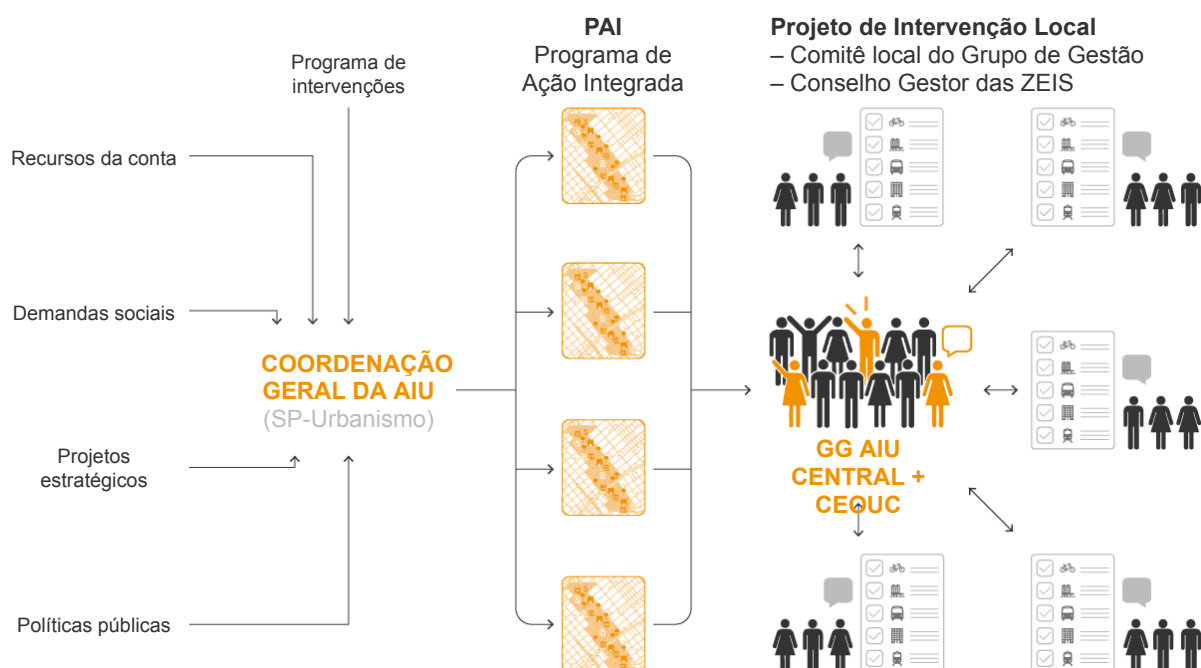 PAI
Programa de
Ação Integrada
Projeto de Intervenção Local
– Comitê local do Grupo de Gestão
– Conselho Gestor das ZEIS
Programa de
intervenções
Recursos da conta
Demandas sociais
COORDENAÇÃO
GERAL DA AIU
(SP-Urbanismo)
Projetos
estratégicos
Políticas públicas
GG AIU
CENTRAL +
CEOUC